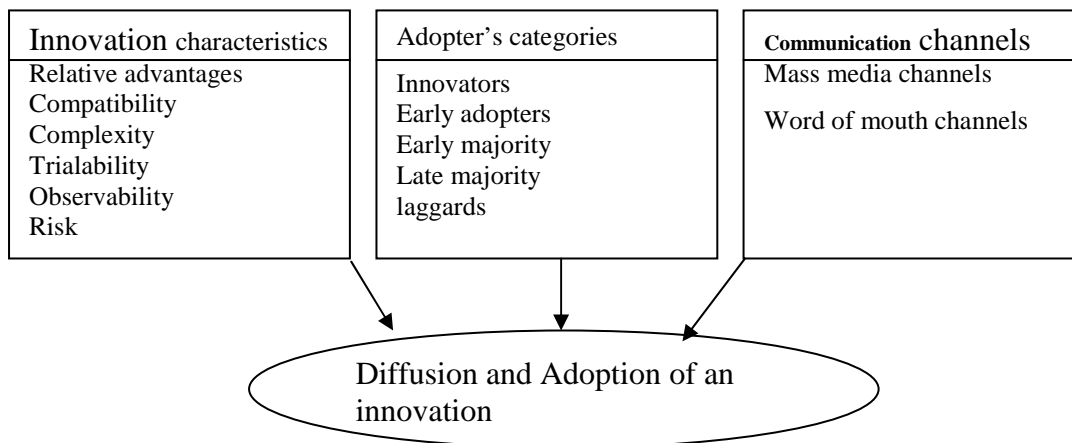 Innovation characteristics
Relative advantages
Compatibility
Complexity
Trialability
Observability
Risk
Adopter’s categories
Innovators
Early adopters
Early majority
Late majority
laggards
Communication channels
Mass media channels
Word of mouth channels
Diffusion and Adoption of an
innovation